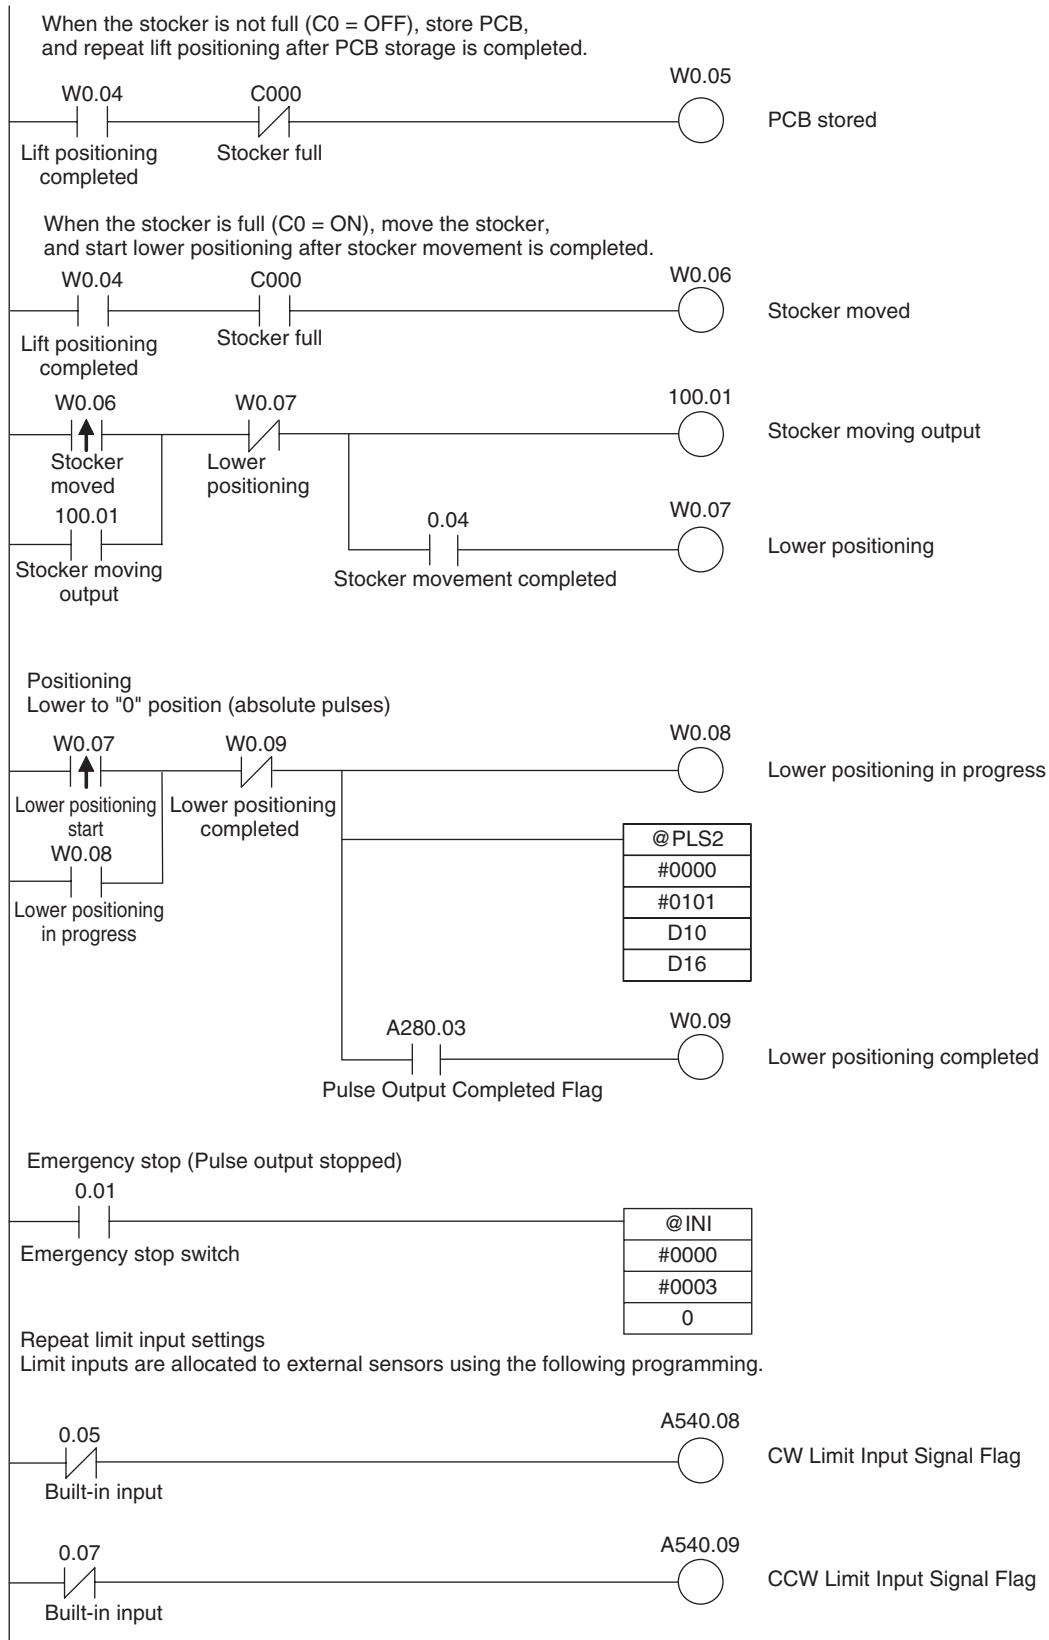 When the stocker is not full (C0 = OFF), store PCB,
and repeat lift positioning after PCB storage is completed.
W0.04 C000 W0.05
PCB stored
Lift positioning completed
Stocker full
When the stocker is full (C0 = ON), move the stocker,
and start lower positioning after stocker movement is completed.
W0.04 C000 W0.06
Stocker moved
Lift positioning completed
Stocker full
W0.06 W0.07 100.01
Stocker moving output
Stocker moved
Lower positioning
100.01 0.04 W0.07
Lower positioning
Stocker moving output
Stocker movement completed
Positioning
Lower to "0" position (absolute pulses)
W0.07 W0.09 W0.08
Lower positioning in progress
Lower positioning start
Lower positioning completed
W0.08
Lower positioning in progress
@PLS2
#0000
#0101
D10
D16
A280.03 W0.09
Lower positioning completed
Pulse Output Completed Flag
Emergency stop (Pulse output stopped)
0.01
Emergency stop switch
@INI
#0000
#0003
0
Repeat limit input settings
Limit inputs are allocated to external sensors using the following programming.
0.05 A540.08
CW Limit Input Signal Flag
Built-in input
0.07 A540.09
CCW Limit Input Signal Flag
Built-in input